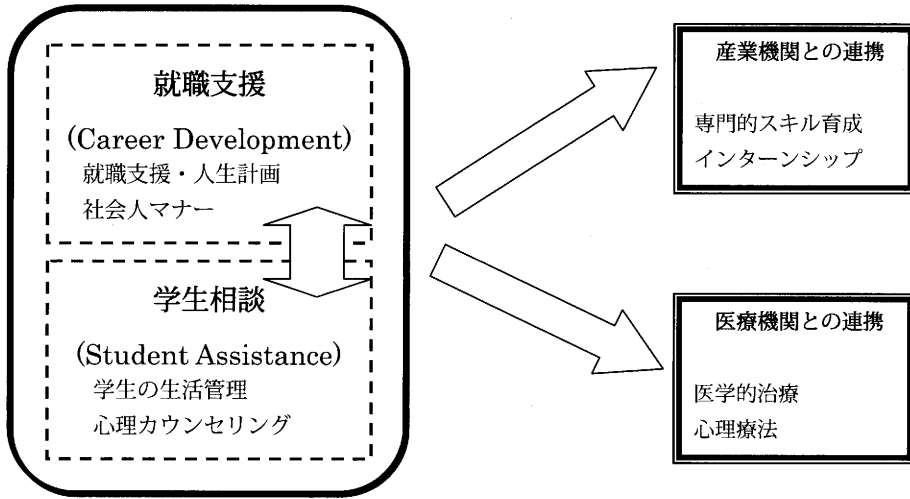 就職支援
(Career Development)
就職支援・人生計画
社会人マナー
学生相談
(Student Assistance)
学生の生活管理
心理カウンセリング
産業機関との連携
専門的スキル育成
インターンシップ
医療機関との連携
医学的治療
心理療法